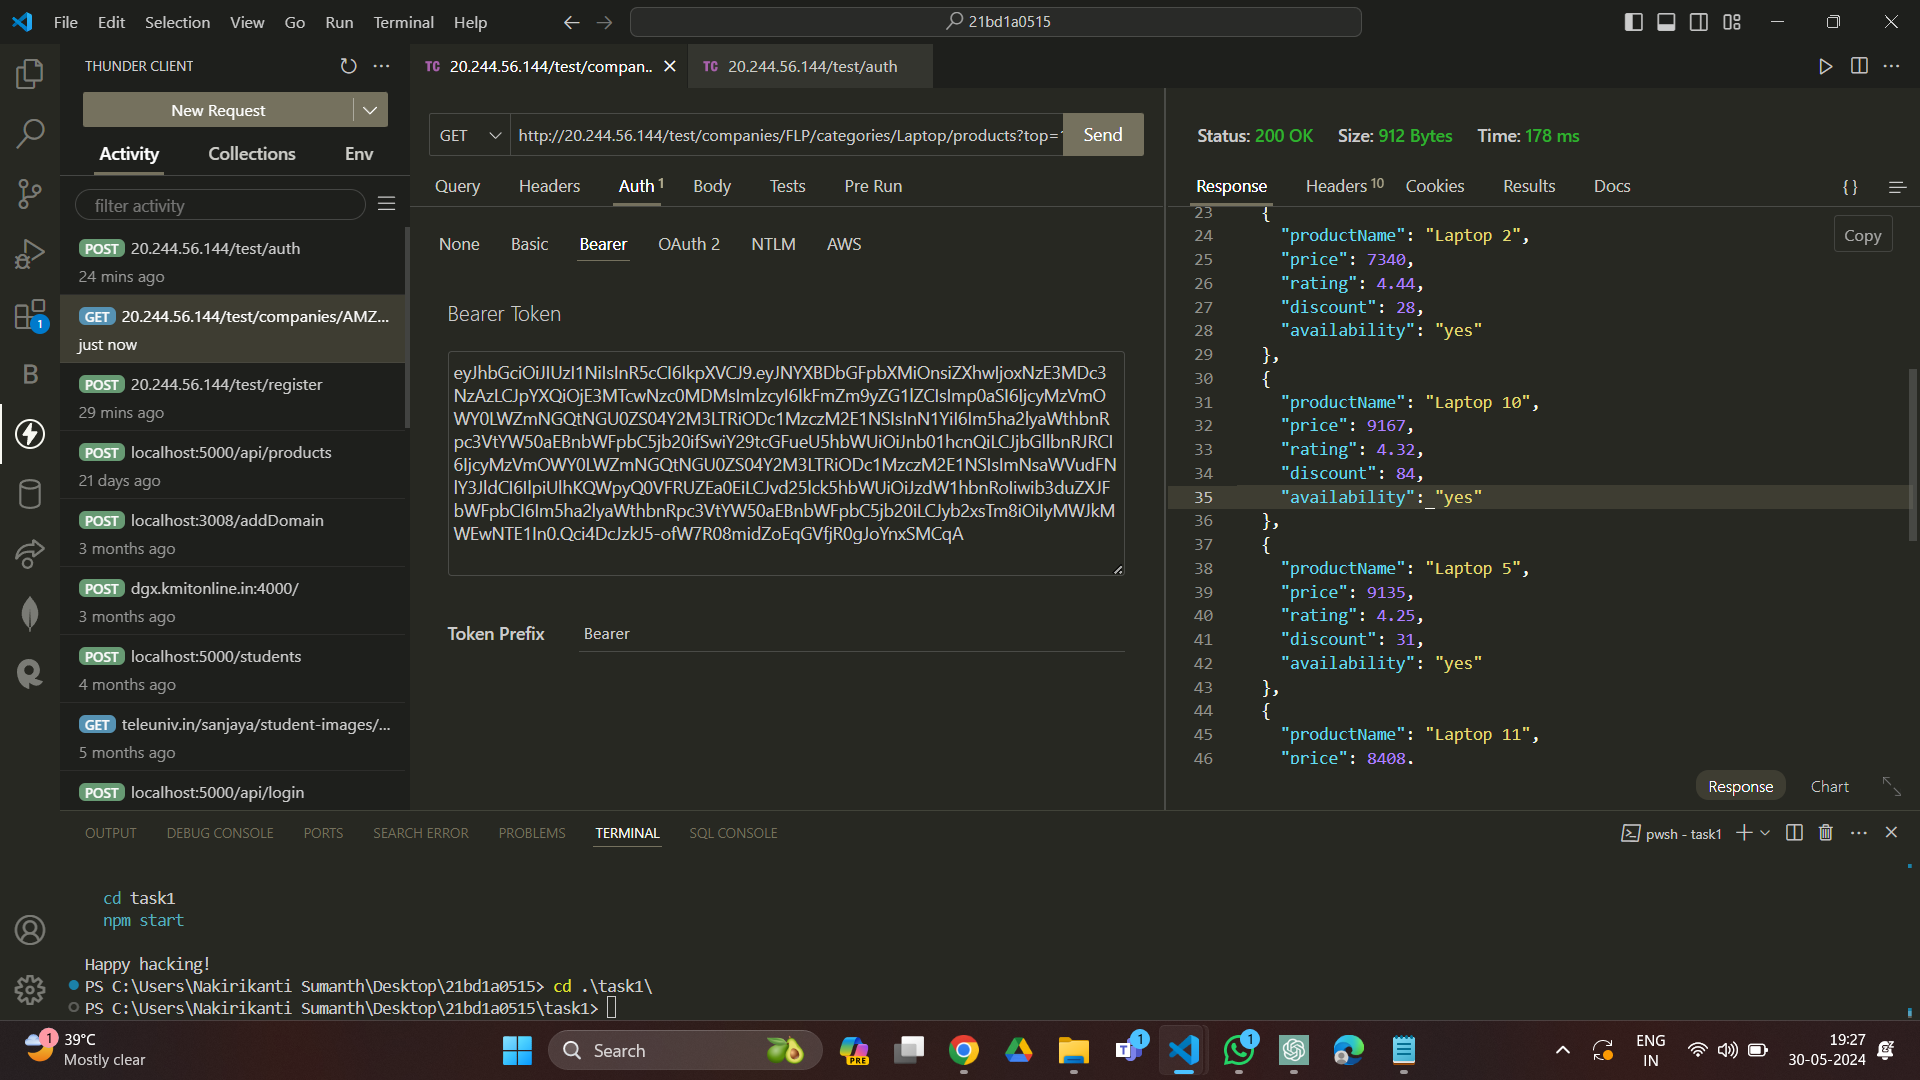 File Edit Selection View Go Run Terminal Help
21bd1a0515
THUNDER CLIENT
New Request
Activity Collections Env
filter activity
POST 20.244.56.144/test/auth
24 mins ago
GET 20.244.56.144/test/companies/AMZ...
just now
POST 20.244.56.144/test/register
29 mins ago
POST localhost:5000/api/products
21 days ago
POST localhost:3008/addDomain
3 months ago
POST dgx.kmitonline.in:4000/
3 months ago
POST localhost:5000/students
4 months ago
GET teleuniv.in/sanjaya/student-images/...
5 months ago
POST localhost:5000/api/login
1
B
TC 20.244.56.144/test/compan..
TC 20.244.56.144/test/auth
GET http://20.244.56.144/test/companies/FLP/categories/Laptop/products?top= Send
Query Headers Auth 1 Body Tests Pre Run
None Basic Bearer OAuth 2 NTLM AWS
Bearer Token
Token Prefix Bearer
Status: 200 OK Size: 912 Bytes Time: 178 ms
Response Headers 10 Cookies Results Docs {}
Copy
23 {
24 "productName": "Laptop 2",
25 "price": 7340,
26 "rating": 4.44,
27 "discount": 28,
28 "availability": "yes"
29 },
30 {
31 "productName": "Laptop 10",
32 "price": 9167,
33 "rating": 4.32,
34 "discount": 84,
35 "availability": "yes"
36 },
37 {
38 "productName": "Laptop 5",
39 "price": 9135,
40 "rating": 4.25,
41 "discount": 31,
42 "availability": "yes"
43 },
44 {
45 "productName": "Laptop 11",
46 "price": 8408,
Response Chart
OUTPUT DEBUG CONSOLE PORTS SEARCH ERROR PROBLEMS TERMINAL SQL CONSOLE
pwsh - task1
cd task1
npm start
Happy hacking!
PS C:\Users\Nakirikanti Sumanth\Desktop\21bd1a0515> cd .\task1\
PS C:\Users\Nakirikanti Sumanth\Desktop\21bd1a0515\task1>
1
39°C
Mostly clear
Search
PRE
1
1
ENG
IN
19:27
30-05-2024